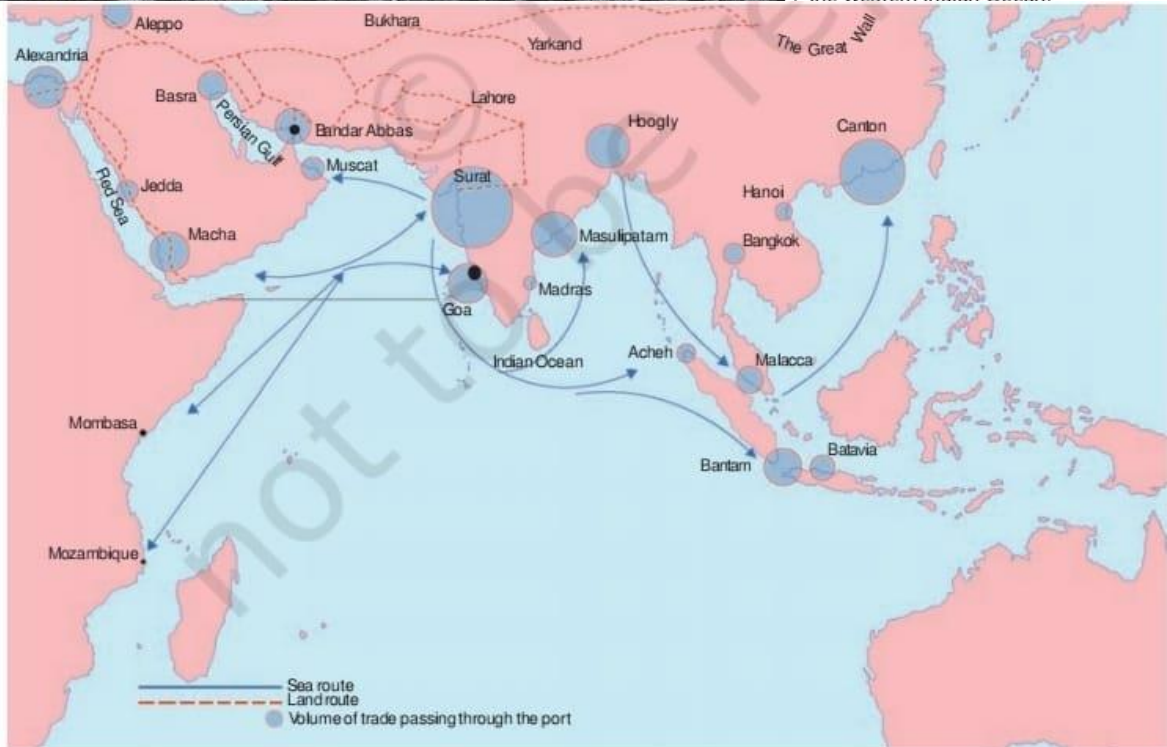 Bukhara
Aleppo
Yarkand
The Great Wall
Alexandria
Basra
Lahore
Persian Gulf
Bandar Abbas
Hoogly
Canton
Muscat
Surat
Jedda
Red Sea
Hanoi
Macha
Masulipatam
Bangkok
Goa
Madras
Indian Ocean
Acheh
Malacca
Mombasa
Bantam
Batavia
Mozambique
Sea route
Land route
Volume of trade passing through the port
©
not to be re